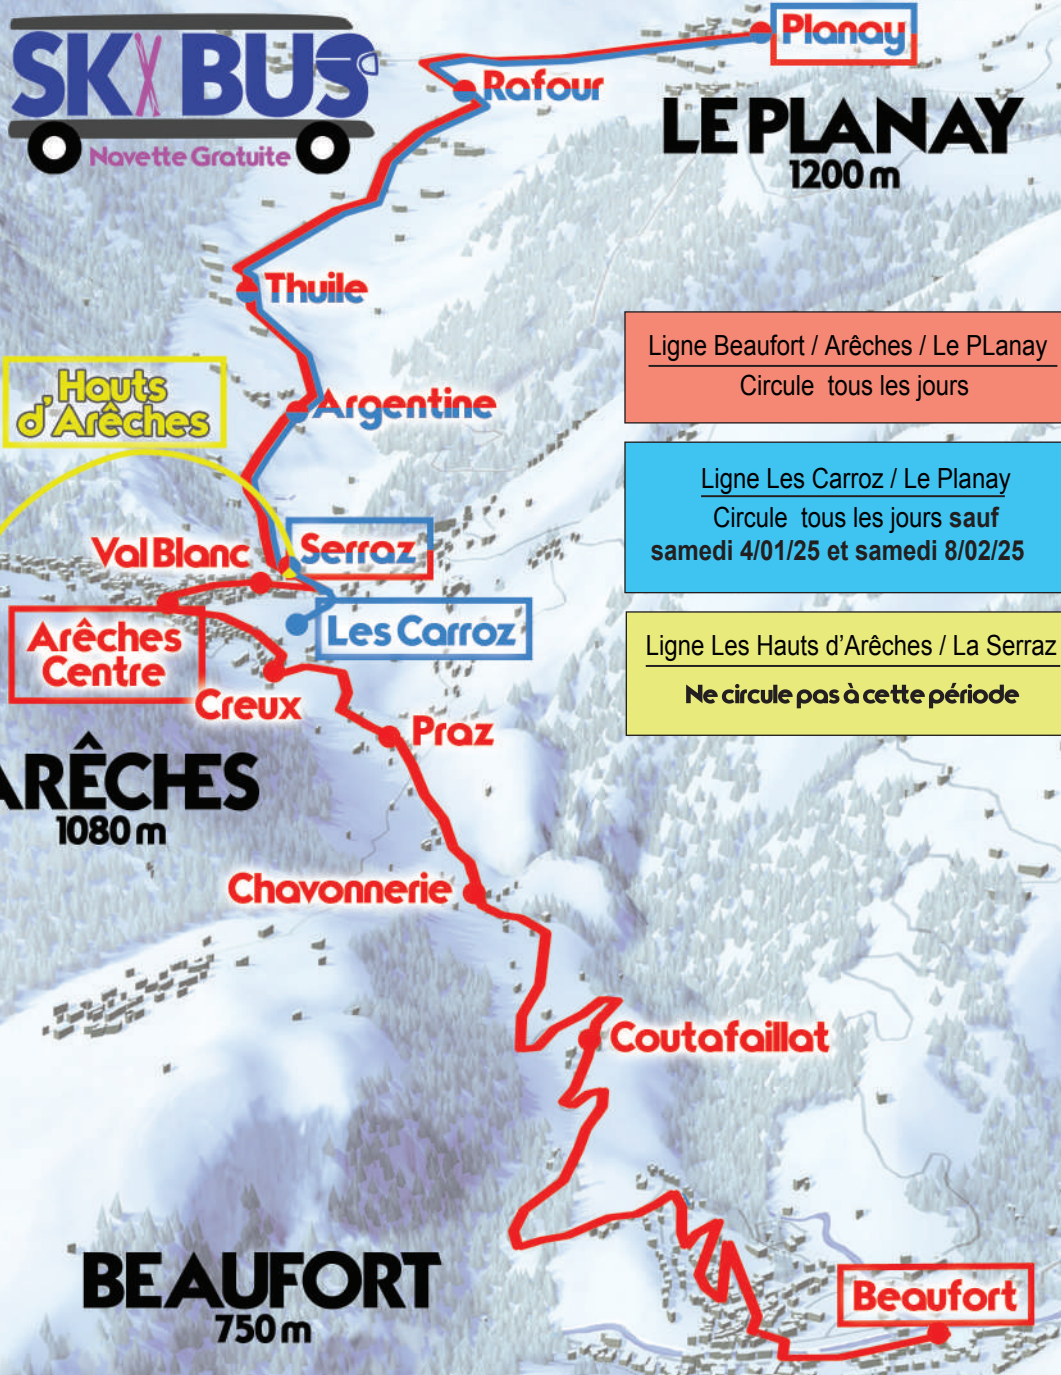 SKI BUS
Navette Gratuite
Planay
Rafour
LE PLANAY
1200 m
Thuile
Ligne Beaufort / Arêches / Le PLanay
Circule tous les jours
Hauts
d'Arêches
Argentine
Ligne Les Carroz / Le Planay
Circule tous les jours sauf
samedi 4/01/25 et samedi 8/02/25
Val Blanc
Serraz
Les Carroz
Arêches
Centre
Ligne Les Hauts d'Arêches / La Serraz
Ne circule pas à cette période
Creux
Praz
ARÊCHES
1080 m
Chavonnerie
Coutafaillat
BEAUFORT
750 m
Beaufort